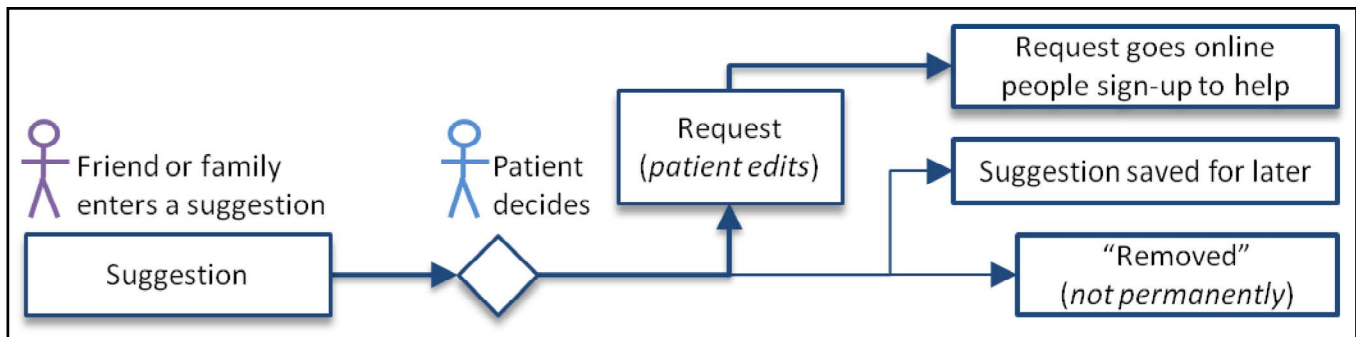 Friend or family
enters a suggestion
Suggestion
Patient
decides
Request
(patient edits)
Request goes online
people sign-up to help
Suggestion saved for later
“Removed”
(not permanently)